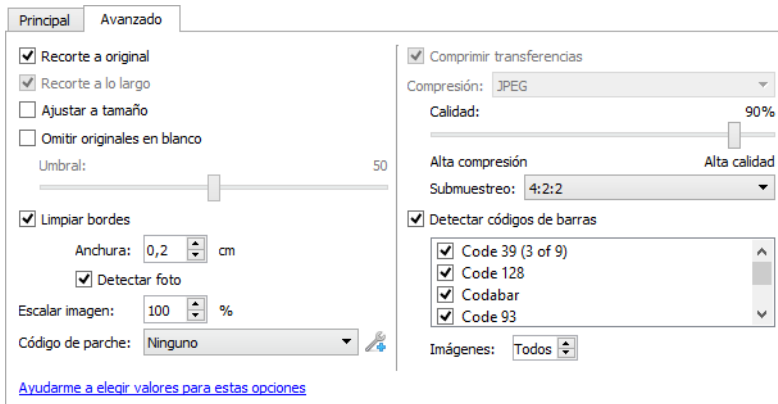 Principal
Avanzado
Recorte a original
Recorte a lo largo
Ajustar a tamaño
Omitir originales en blanco
Umbral: 50
Limpiar bordes
Anchura: 0,2 cm
Detectar foto
Escalar imagen: 100 %
Código de parche: Ninguno
Ayudarme a elegir valores para estas opciones
Comprimir transferencias
Compresión: JPEG
Calidad: 90%
Alta compresión Alta calidad
Submuestreo: 4:2:2
Detectar códigos de barras
Code 39 (3 of 9)
Code 128
Codabar
Code 93
Imágenes: Todos